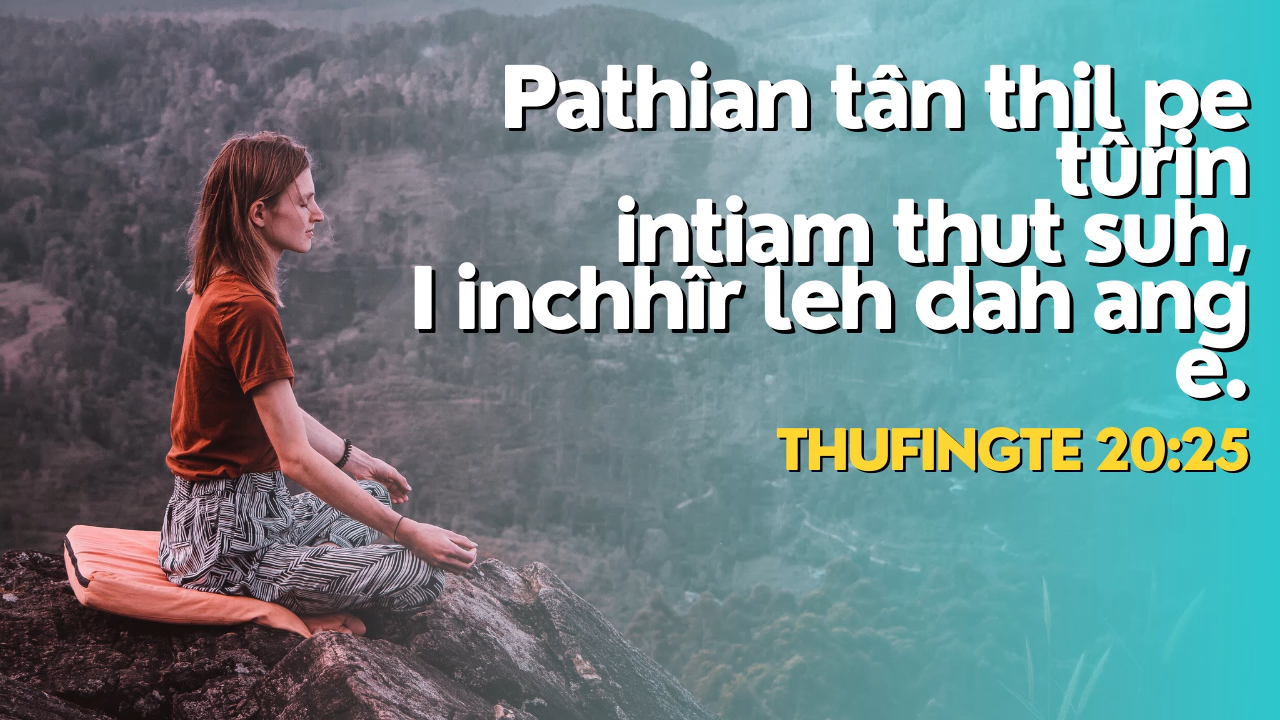 Pathian tân thil pe
tûrin
intiam thut suh,
I inchhîr leh dah ang
e.
THUFINGTE 20:25